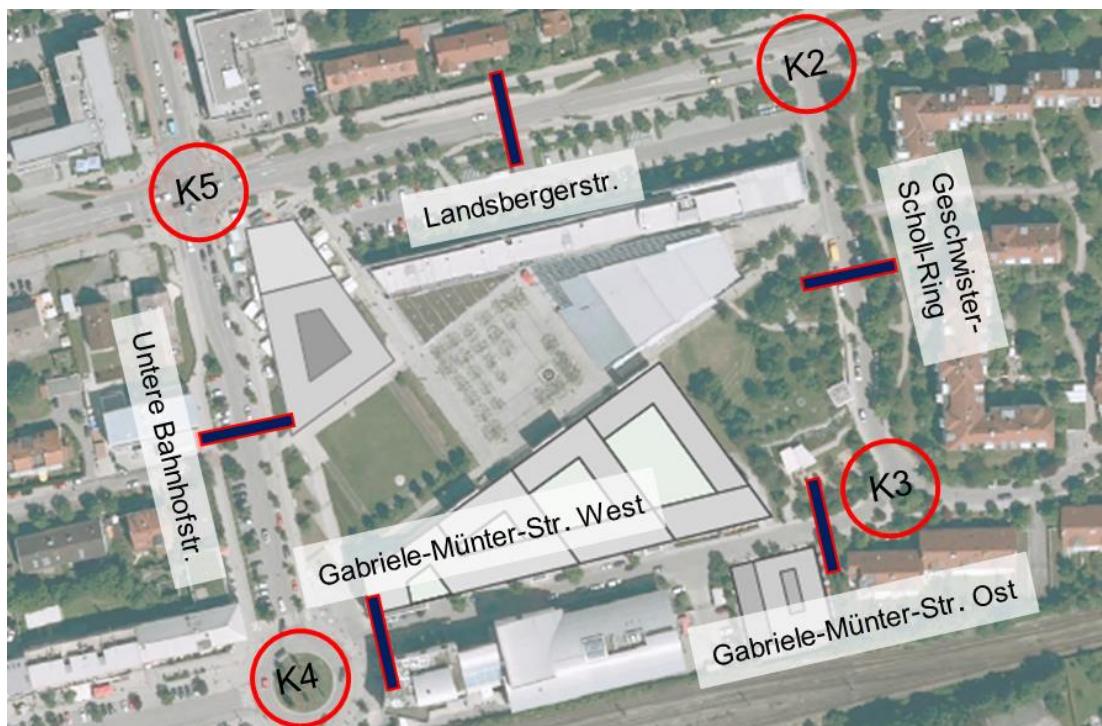 K2
K5
Landsbergerstr.
Geschwister-
Scholl-Ring
Untere Bahnhofstr.
K3
Gabriele-Münter-Str. West
Gabriele-Münter-Str. Ost
K4